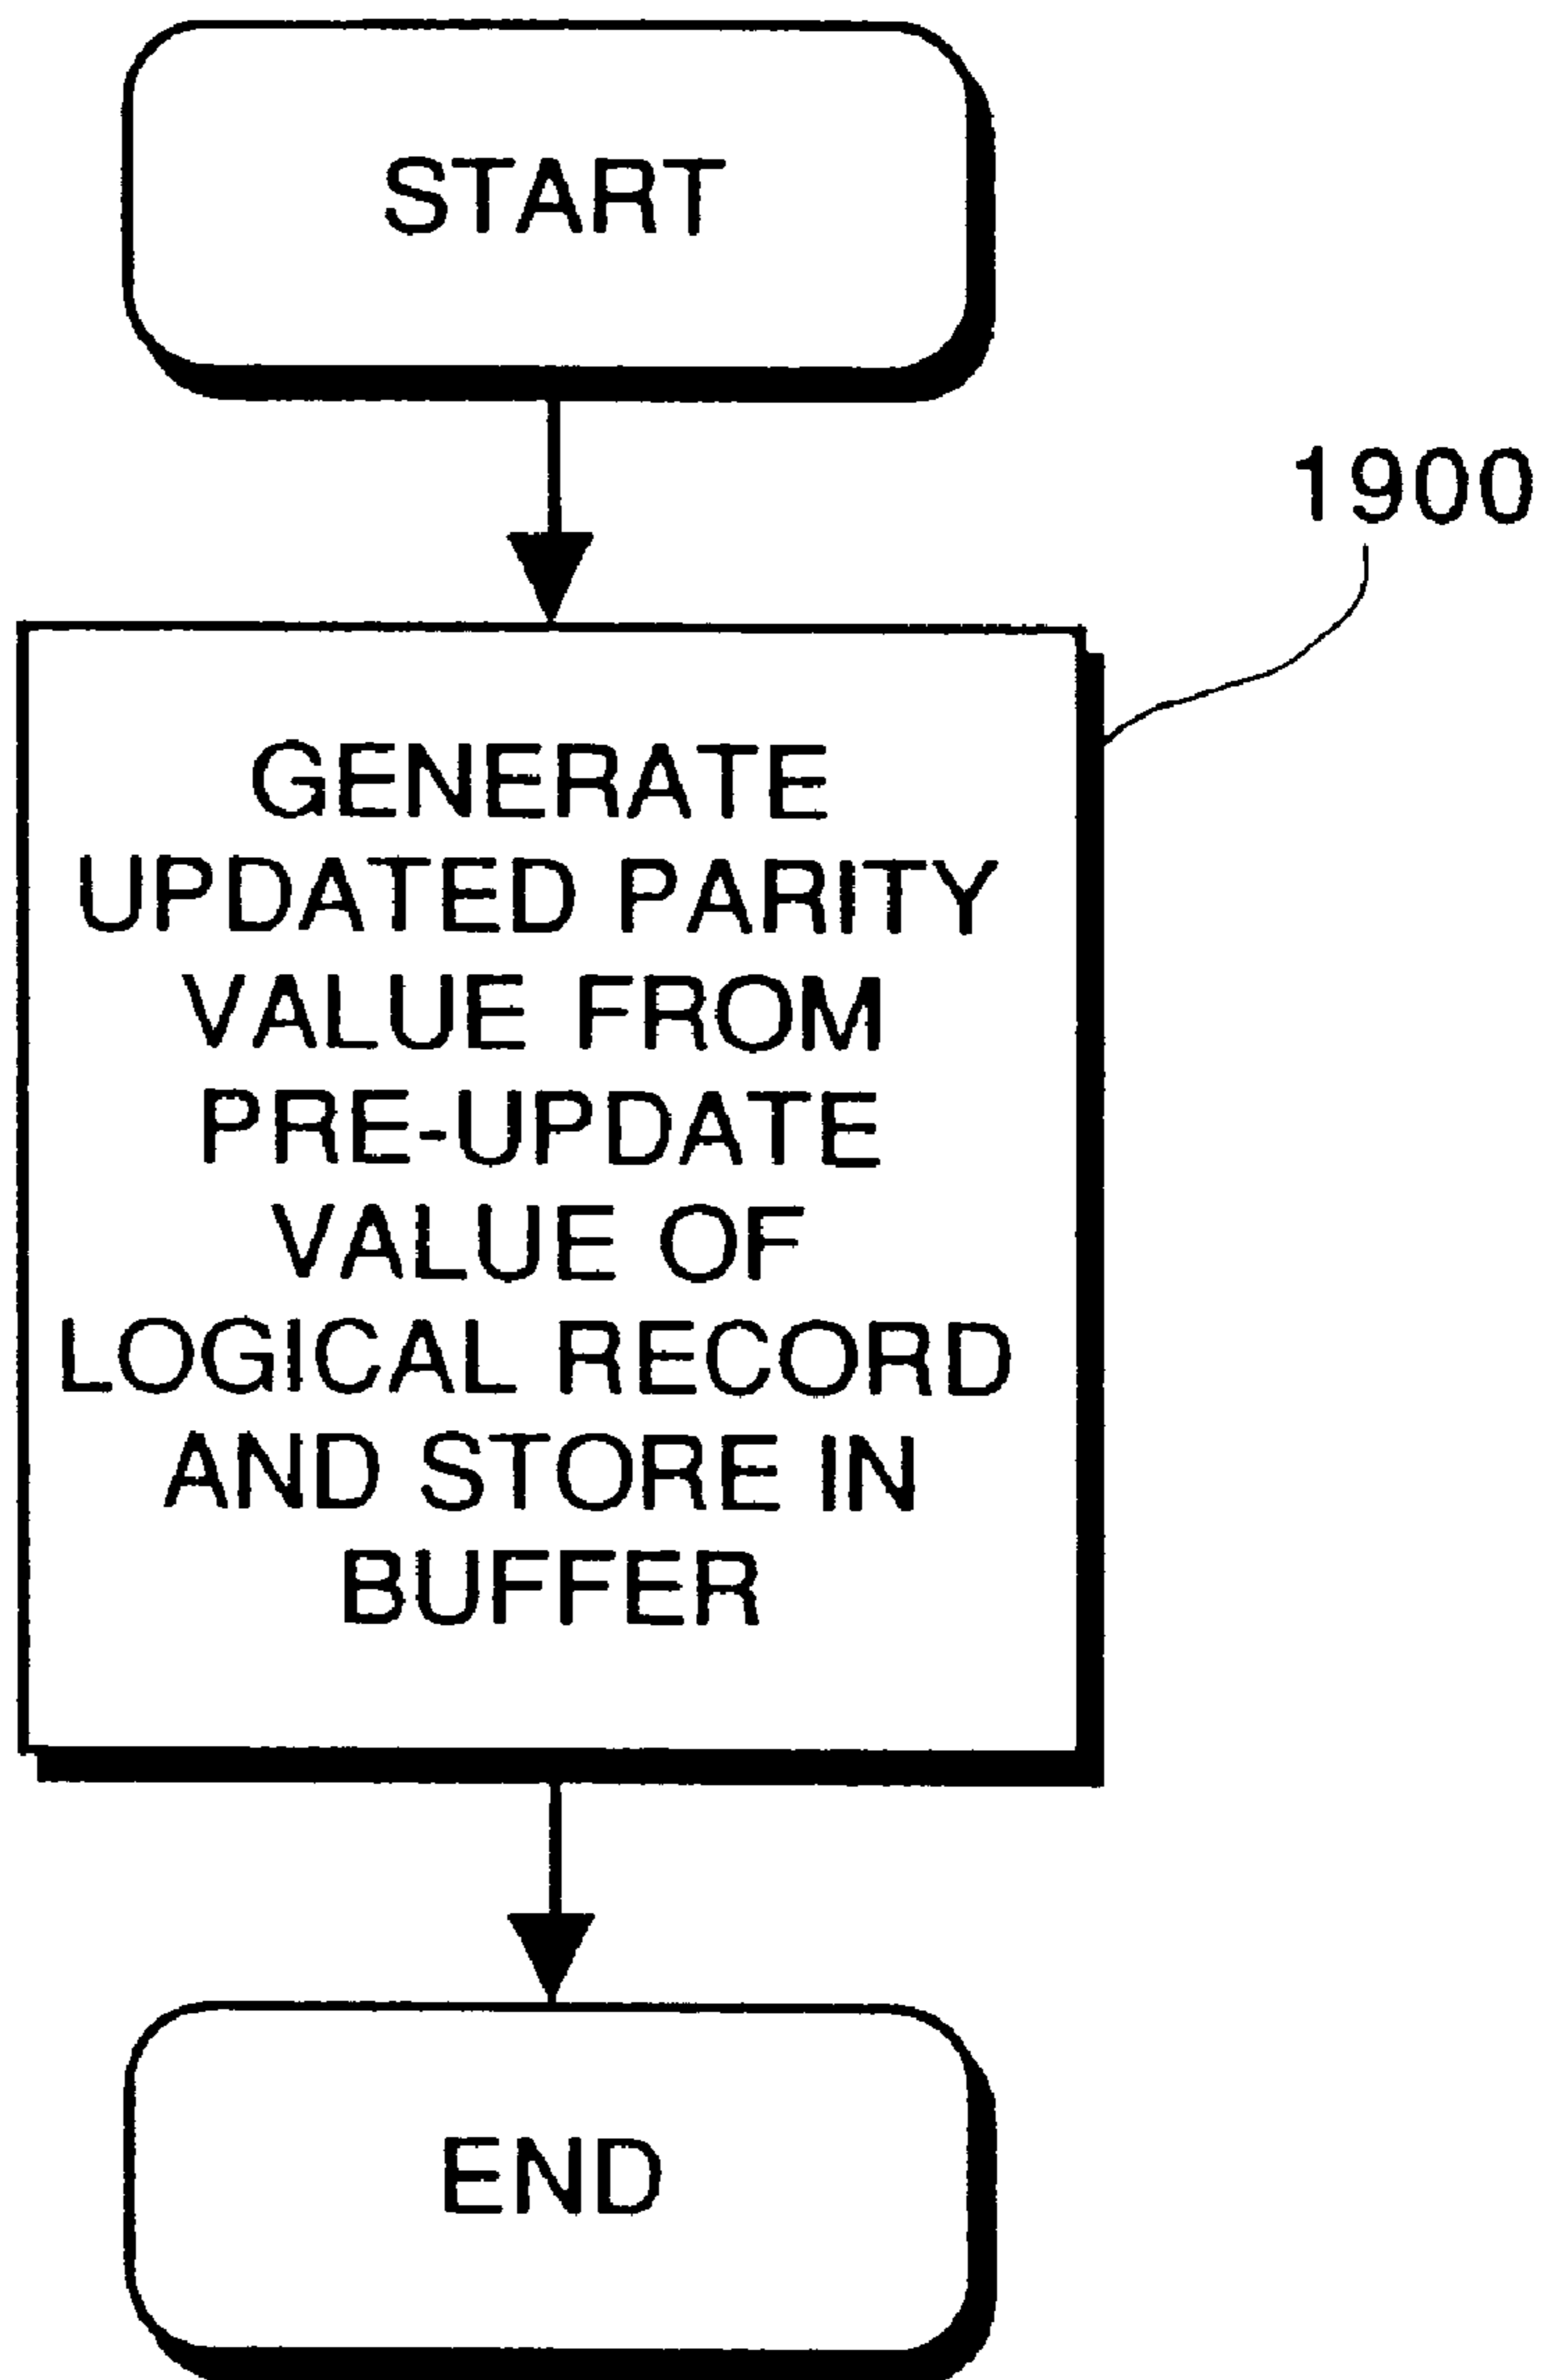 START
1900
GENERATE
UPDATED PARITY
VALUE FROM
PRE-UPDATE
VALUE OF
LOGICAL RECORD
AND STORE IN
BUFFER
END